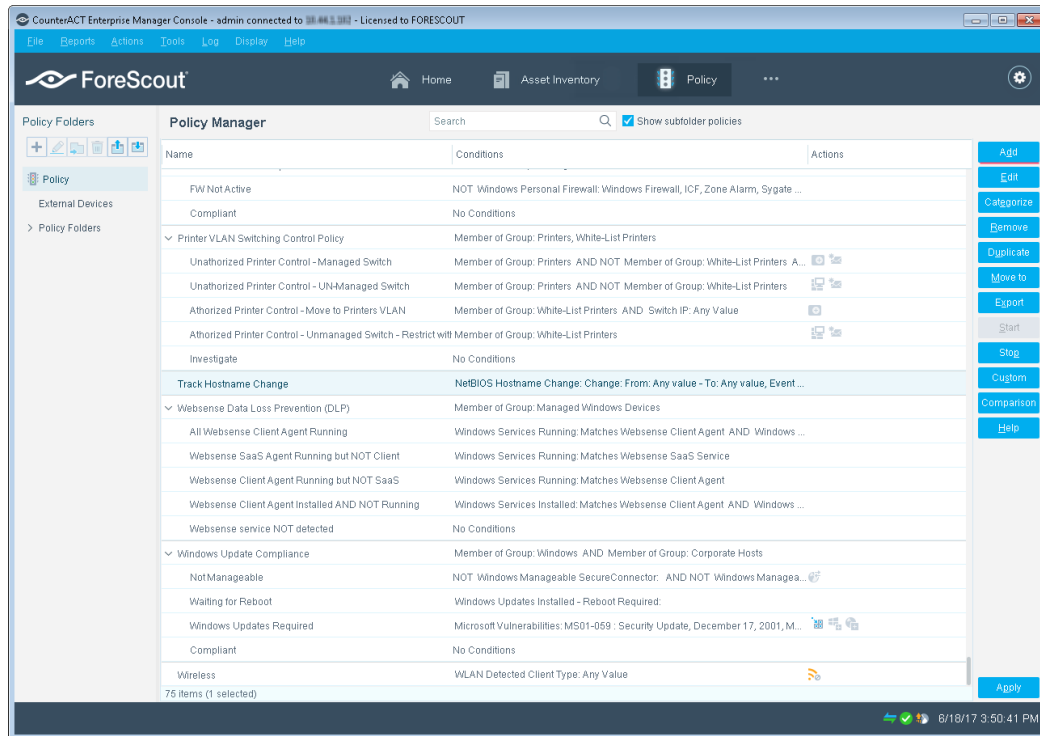 CounterACT Enterprise Manager Console - admin connected to - Licensed to FORESCOUT
File Reports Actions Tools Log Display Help
ForeScout Home Asset Inventory Policy •••
Policy Folders
Policy
External Devices
Policy Folders
Policy Manager Search Show subfolder policies
Name Conditions Actions
FW Not Active NOT Windows Personal Firewall: Windows Firewall, ICF, Zone Alarm, Sygate ...
Compliant No Conditions
Printer VLAN Switching Control Policy Member of Group: Printers, White-List Printers
Unathorized Printer Control - Managed Switch Member of Group: Printers AND NOT Member of Group: White-List Printers A...
Unathorized Printer Control - UN-Managed Switch Member of Group: Printers AND NOT Member of Group: White-List Printers
Athorized Printer Control - Move to Printers VLAN Member of Group: White-List Printers AND Switch IP: Any Value
Athorized Printer Control - Unmanaged Switch - Restrict with Member of Group: White-List Printers
Investigate No Conditions
Track Hostname Change NetBIOS Hostname Change: Change: From: Any value - To: Any value, Event ...
Websense Data Loss Prevention (DLP) Member of Group: Managed Windows Devices
All Websense Client Agent Running Windows Services Running: Matches Websense Client Agent AND Windows ...
Websense SaaS Agent Running but NOT Client Windows Services Running: Matches Websense SaaS Service
Websense Client Agent Running but NOT SaaS Windows Services Running: Matches Websense Client Agent
Websense Client Agent Installed AND NOT Running Windows Services Installed: Matches Websense Client Agent AND Windows ...
Websense service NOT detected No Conditions
Windows Update Compliance Member of Group: Windows AND Member of Group: Corporate Hosts
Not Manageable NOT Windows Manageable SecureConnector: AND NOT Windows Managea...
Waiting for Reboot Windows Updates Installed - Reboot Required:
Windows Updates Required Microsoft Vulnerabilities: MS01-059 : Security Update, December 17, 2001, M...
Compliant No Conditions
Wireless WLAN Detected Client Type: Any Value
75 items (1 selected)
Add
Edit
Categorize
Remove
Duplicate
Move to
Export
Start
Stop
Custom
Comparison
Help
Apply
6/18/17 3:50:41 PM